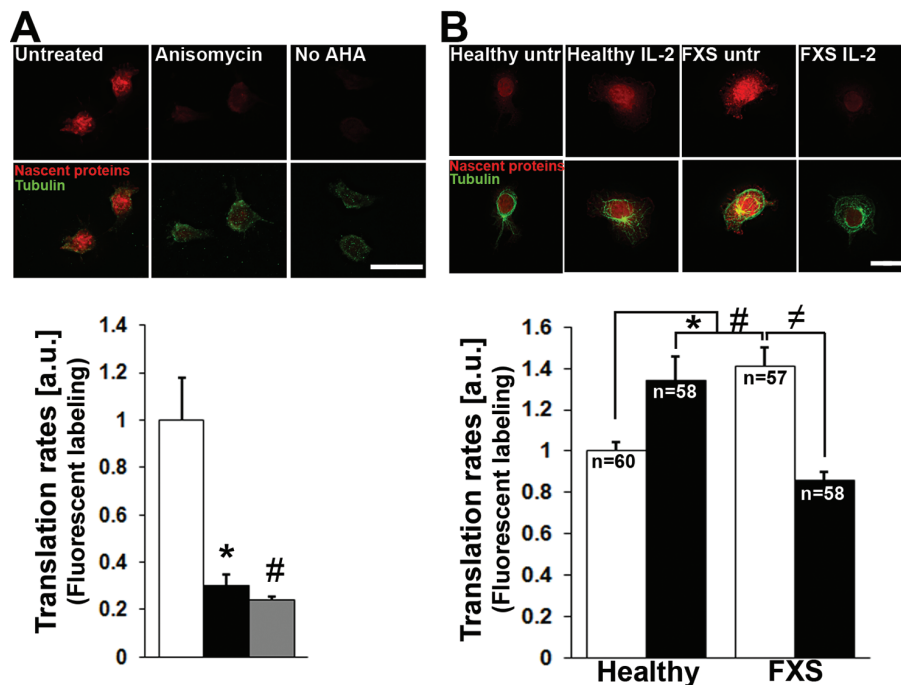 A
Untreated
Anisomycin
No AHA
Nascent proteins
Tubulin
Translation rates [a.u.]
(Fluorescent labeling)
1.4
1.2
1
0.8
0.6
0.4
0.2
0
*
#
B
Healthy untr
Healthy IL-2
FXS untr
FXS IL-2
Nascent proteins
Tubulin
Translation rates [a.u.]
(Fluorescent labeling)
1.6
1.4
1.2
1
0.8
0.6
0.4
0.2
0
*
#
≠
n=60
n=58
n=57
n=58
Healthy
FXS